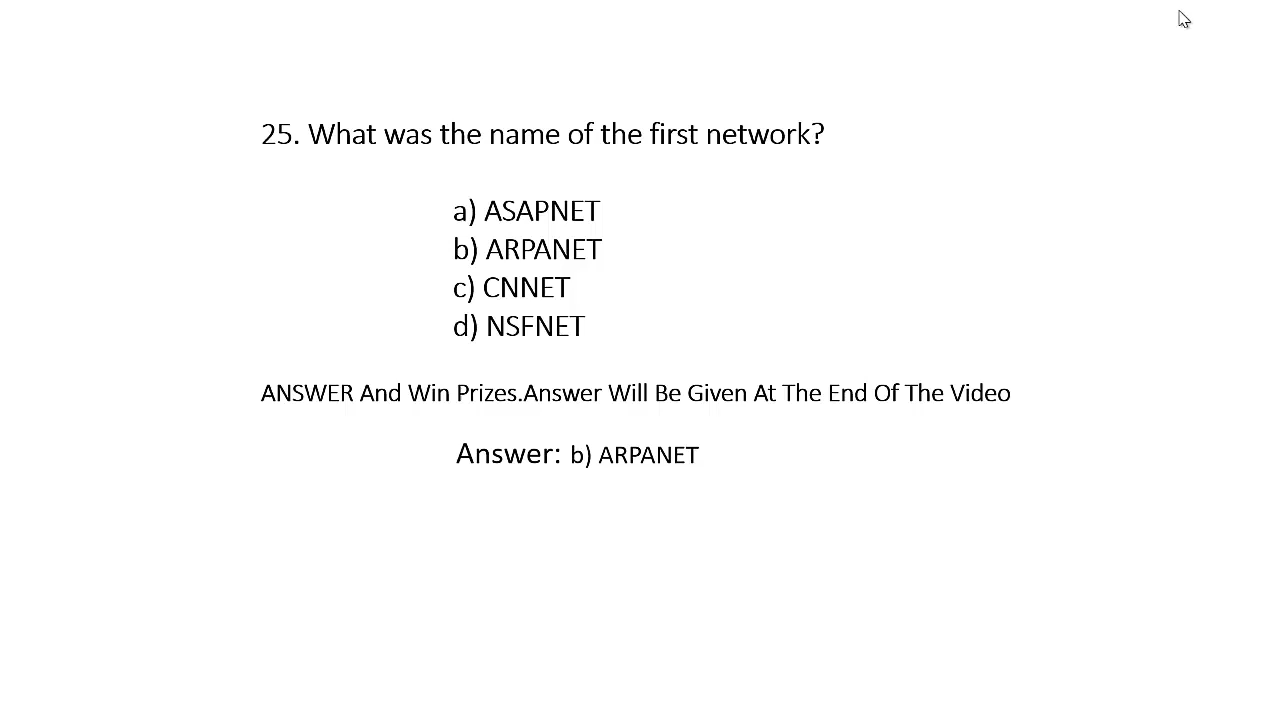 25. What was the name of the first network?
a) ASAPNET
b) ARPANET
c) CNNET
d) NSFNET
ANSWER And Win Prizes.Answer Will Be Given At The End Of The Video
Answer: b) ARPANET